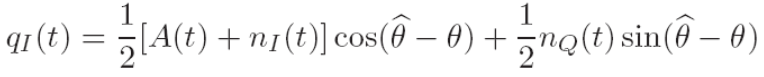 q_I(t) = \frac{1}{2}[A(t) + n_I(t)] \cos(\widehat{\theta} - \theta) + \frac{1}{2} n_Q(t) \sin(\widehat{\theta} - \theta)